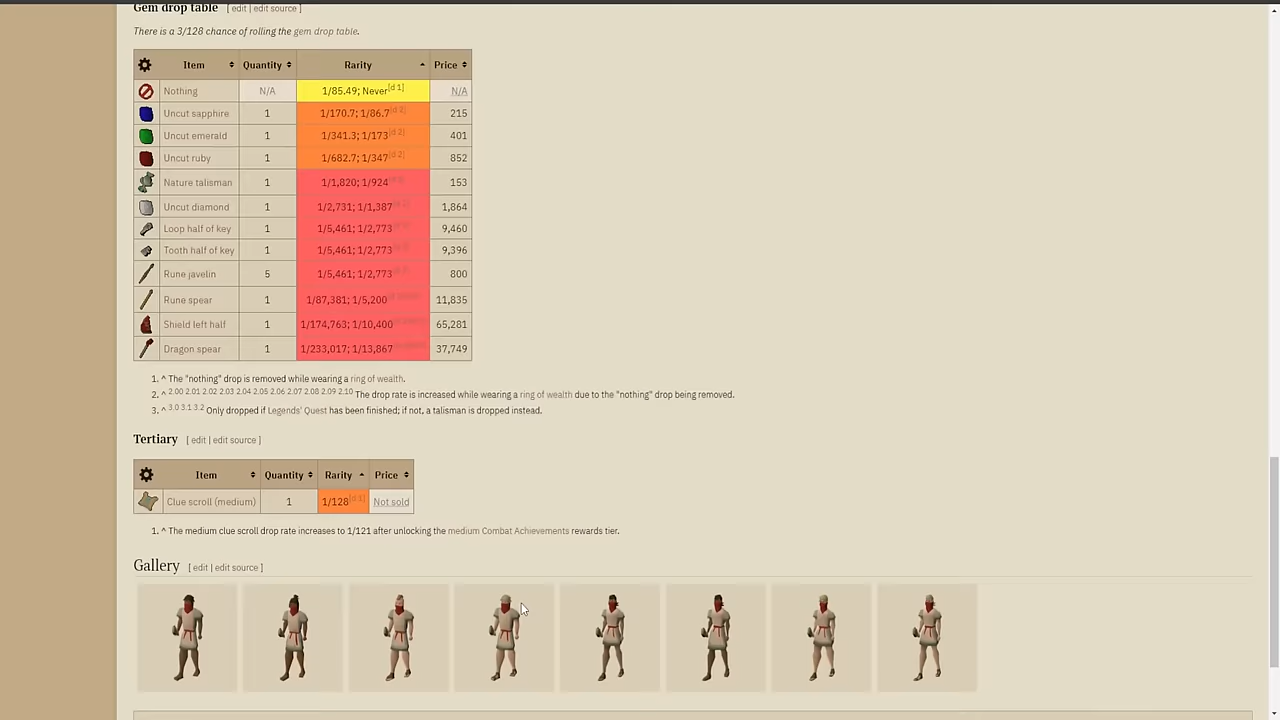 Gem drop table [ edit | edit source ]
There is a 3/128 chance of rolling the gem drop table.
Item Quantity Rarity Price
Nothing N/A 1/85.49; Never[d 1] N/A
Uncut sapphire 1 1/170.7; 1/86.7[d 2] 215
Uncut emerald 1 1/341.3; 1/173[d 2] 401
Uncut ruby 1 1/682.7; 1/347[d 2] 852
Nature talisman 1 1/1,820; 1/924 153
Uncut diamond 1 1/2,731; 1/1,387 1,864
Loop half of key 1 1/5,461; 1/2,773 9,460
Tooth half of key 1 1/5,461; 1/2,773 9,396
Rune javelin 5 1/5,461; 1/2,773 800
Rune spear 1 1/87,381; 1/5,200 11,835
Shield left half 1 1/174,763; 1/10,400 65,281
Dragon spear 1 1/233,017; 1/13,867 37,749
1. ^ The "nothing" drop is removed while wearing a ring of wealth.
2. ^ 2.00 2.01 2.02 2.03 2.04 2.05 2.06 2.07 2.08 2.09 2.10 The drop rate is increased while wearing a ring of wealth due to the "nothing" drop being removed.
3. ^ 3.0 3.1 3.2 Only dropped if Legends' Quest has been finished; if not, a talisman is dropped instead.
Tertiary [ edit | edit source ]
Item Quantity Rarity Price
Clue scroll (medium) 1 1/128[d 1] Not sold
1. ^ The medium clue scroll drop rate increases to 1/121 after unlocking the medium Combat Achievements rewards tier.
Gallery [ edit | edit source ]